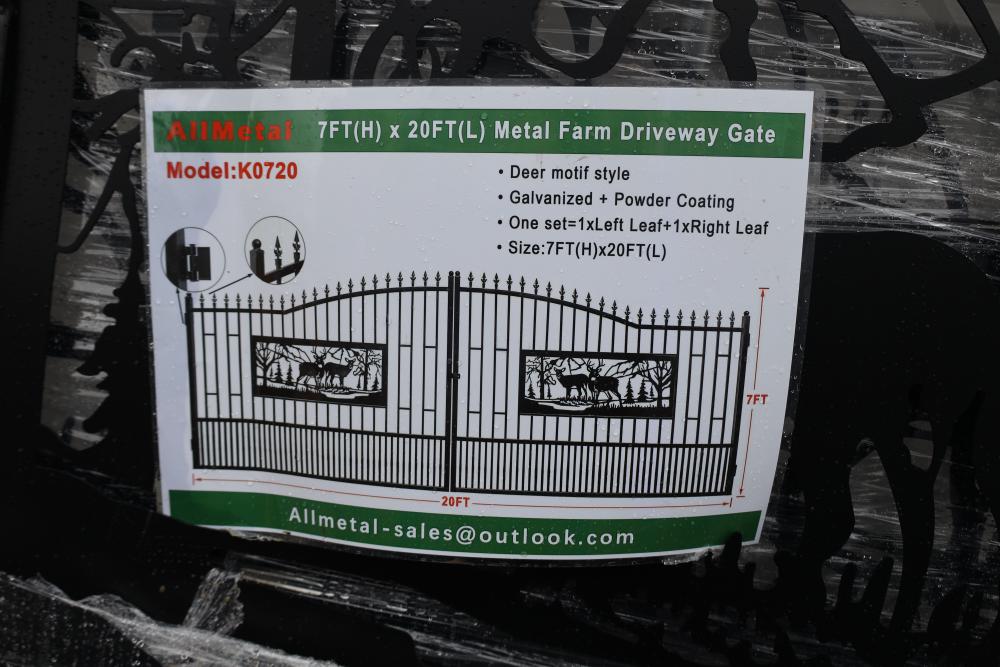 AllMetal 7FT(H) x 20FT(L) Metal Farm Driveway Gate
Model:K0720
• Deer motif style
• Galvanized + Powder Coating
• One set=1xLeft Leaf+1xRight Leaf
• Size:7FT(H)x20FT(L)
7FT
20FT
Allmetal-sales@outlook.com